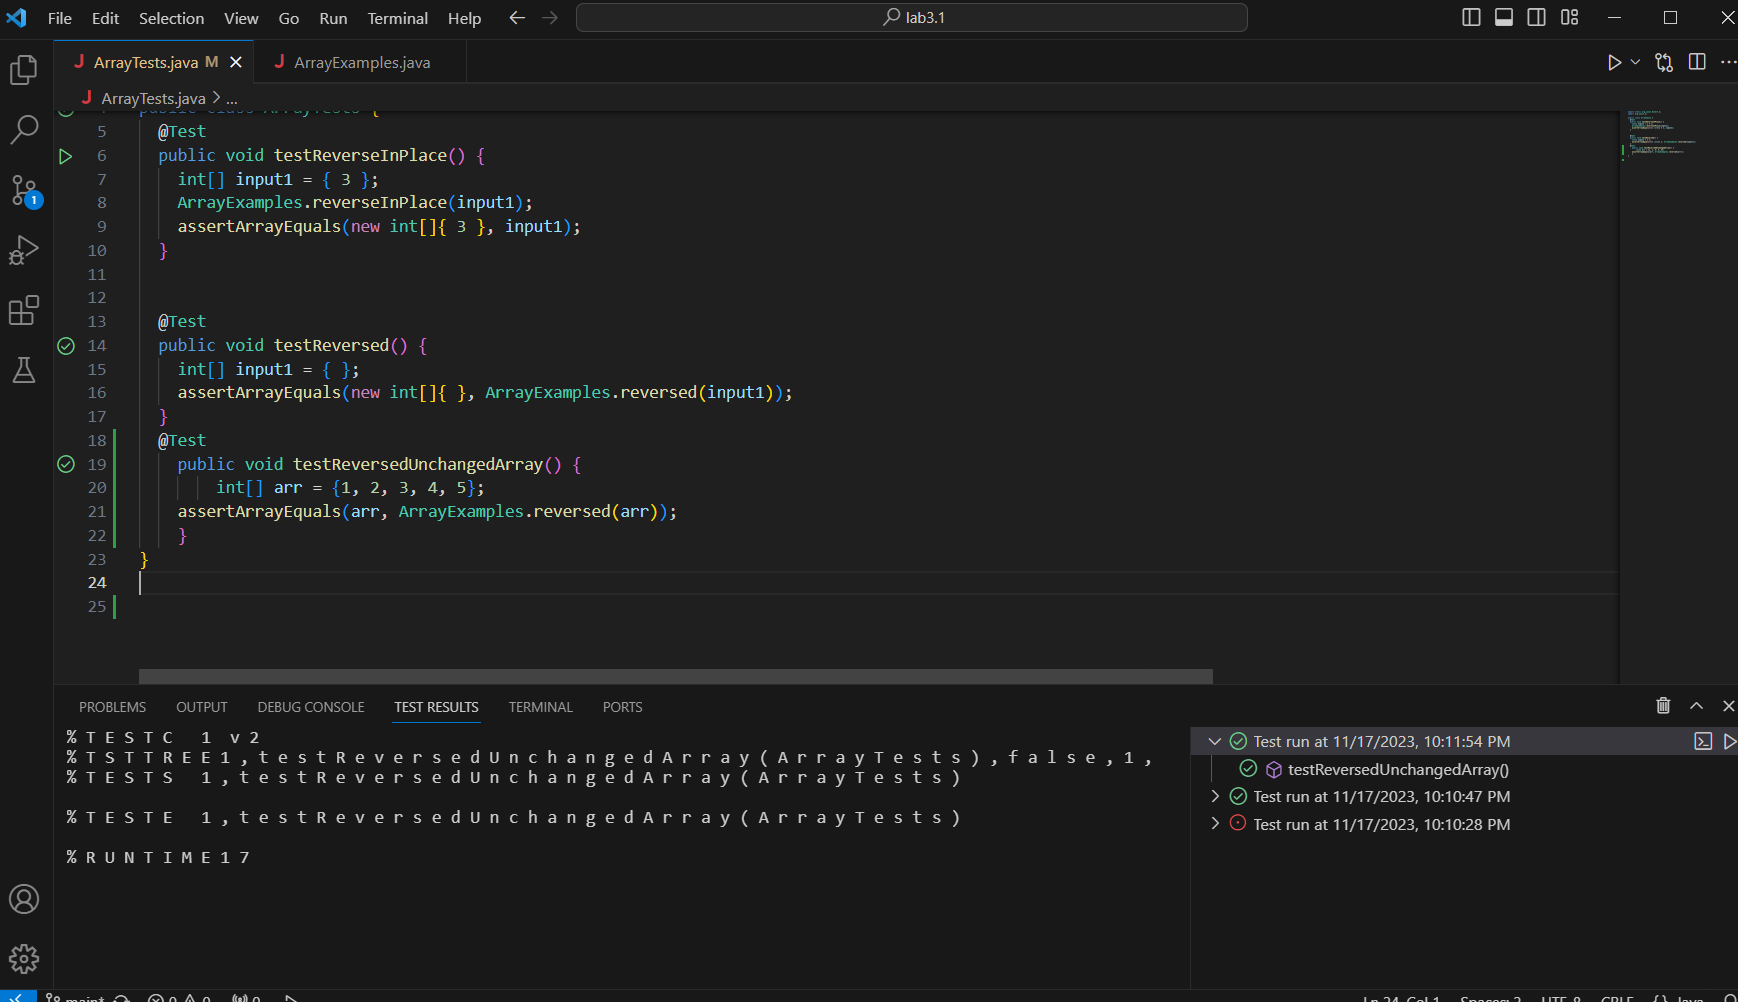 File Edit Selection View Go Run Terminal Help lab3.1
ArrayTests.java M ArrayExamples.java
ArrayTests.java > ...
public class ArrayTests {
5 @Test
6 public void testReverseInPlace() {
7 int[] input1 = { 3 };
8 ArrayExamples.reverseInPlace(input1);
9 assertArrayEquals(new int[]{ 3 }, input1);
10 }
11
12
13 @Test
14 public void testReversed() {
15 int[] input1 = { };
16 assertArrayEquals(new int[]{ }, ArrayExamples.reversed(input1));
17 }
18 @Test
19 public void testReversedUnchangedArray() {
20 int[] arr = {1, 2, 3, 4, 5};
21 assertArrayEquals(arr, ArrayExamples.reversed(arr));
22 }
23 }
24
25
1
PROBLEMS OUTPUT DEBUG CONSOLE TEST RESULTS TERMINAL PORTS
%TESTC 1 v2
%TSTTREE1,testReversedUnchangedArray(ArrayTests),false,1,
%TESTS 1,testReversedUnchangedArray(ArrayTests)
%TESTE 1,testReversedUnchangedArray(ArrayTests)
%RUNTIME17
Test run at 11/17/2023, 10:11:54 PM
testReversedUnchangedArray()
Test run at 11/17/2023, 10:10:47 PM
Test run at 11/17/2023, 10:10:28 PM
main* 0 0 0 Ln 24, Col 1 Spaces: 2 UTF-8 CRLF {} Java